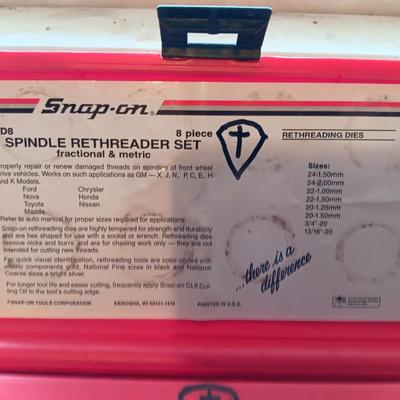 Snap-on®
D8
8 piece
SPINDLE RETHREADER SET
fractional & metric
properly repair or renew damaged threads on spindles of front wheel
drive vehicles. Works on such applications as GM — X, J, N, P, C, E, H-
and K Models.
Ford Chrysler
Nova Honda
Toyota Nissan
Mazda
Refer to auto manual for proper sizes required for applications.
Snap-on rethreading dies are highly tempered for strength and durability
and are hex shaped for use with a socket or wrench. Rethreading dies
remove nicks and burrs, and are for chasing work only — they are not
intended for cutting new threads.
For quick visual identification, rethreading tools are color-coded with
metric components gold, National Fine sizes in black and National
Coarse sizes a bright silver.
For longer tool life and easier cutting, frequently apply Snap-on CL6 Cut-
ting Oil to the tool's cutting edge.
® SNAP-ON TOOLS CORPORATION KENOSHA, WI 53141-1410 PRINTED IN U.S.A.
RETHREADING DIES
Sizes:
24-1.50mm
24-2.00mm
22-1.00mm
22-1.50mm
20-1.25mm
20-1.50mm
3/4"-20
13/16"-20
...there is a
difference